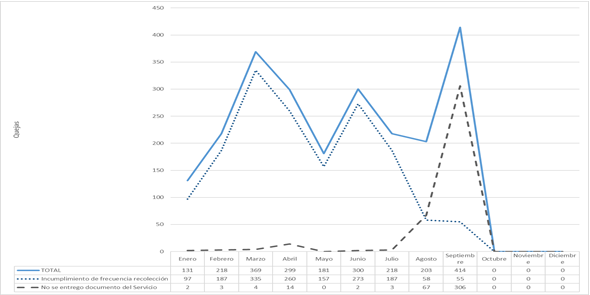 450
400
350
300
250
200
150
100
50
0
Quejas
Enero Febrero Marzo Abril Mayo Junio Julio Agosto Septiembre Octubre Noviembre Diciembre
TOTAL 131 218 369 299 181 300 218 203 414 0 0 0
Incumplimiento de frecuencia recolección 97 187 335 260 157 273 187 58 55 0 0 0
No se entrego documento del Servicio 2 3 4 14 0 2 3 67 306 0 0 0